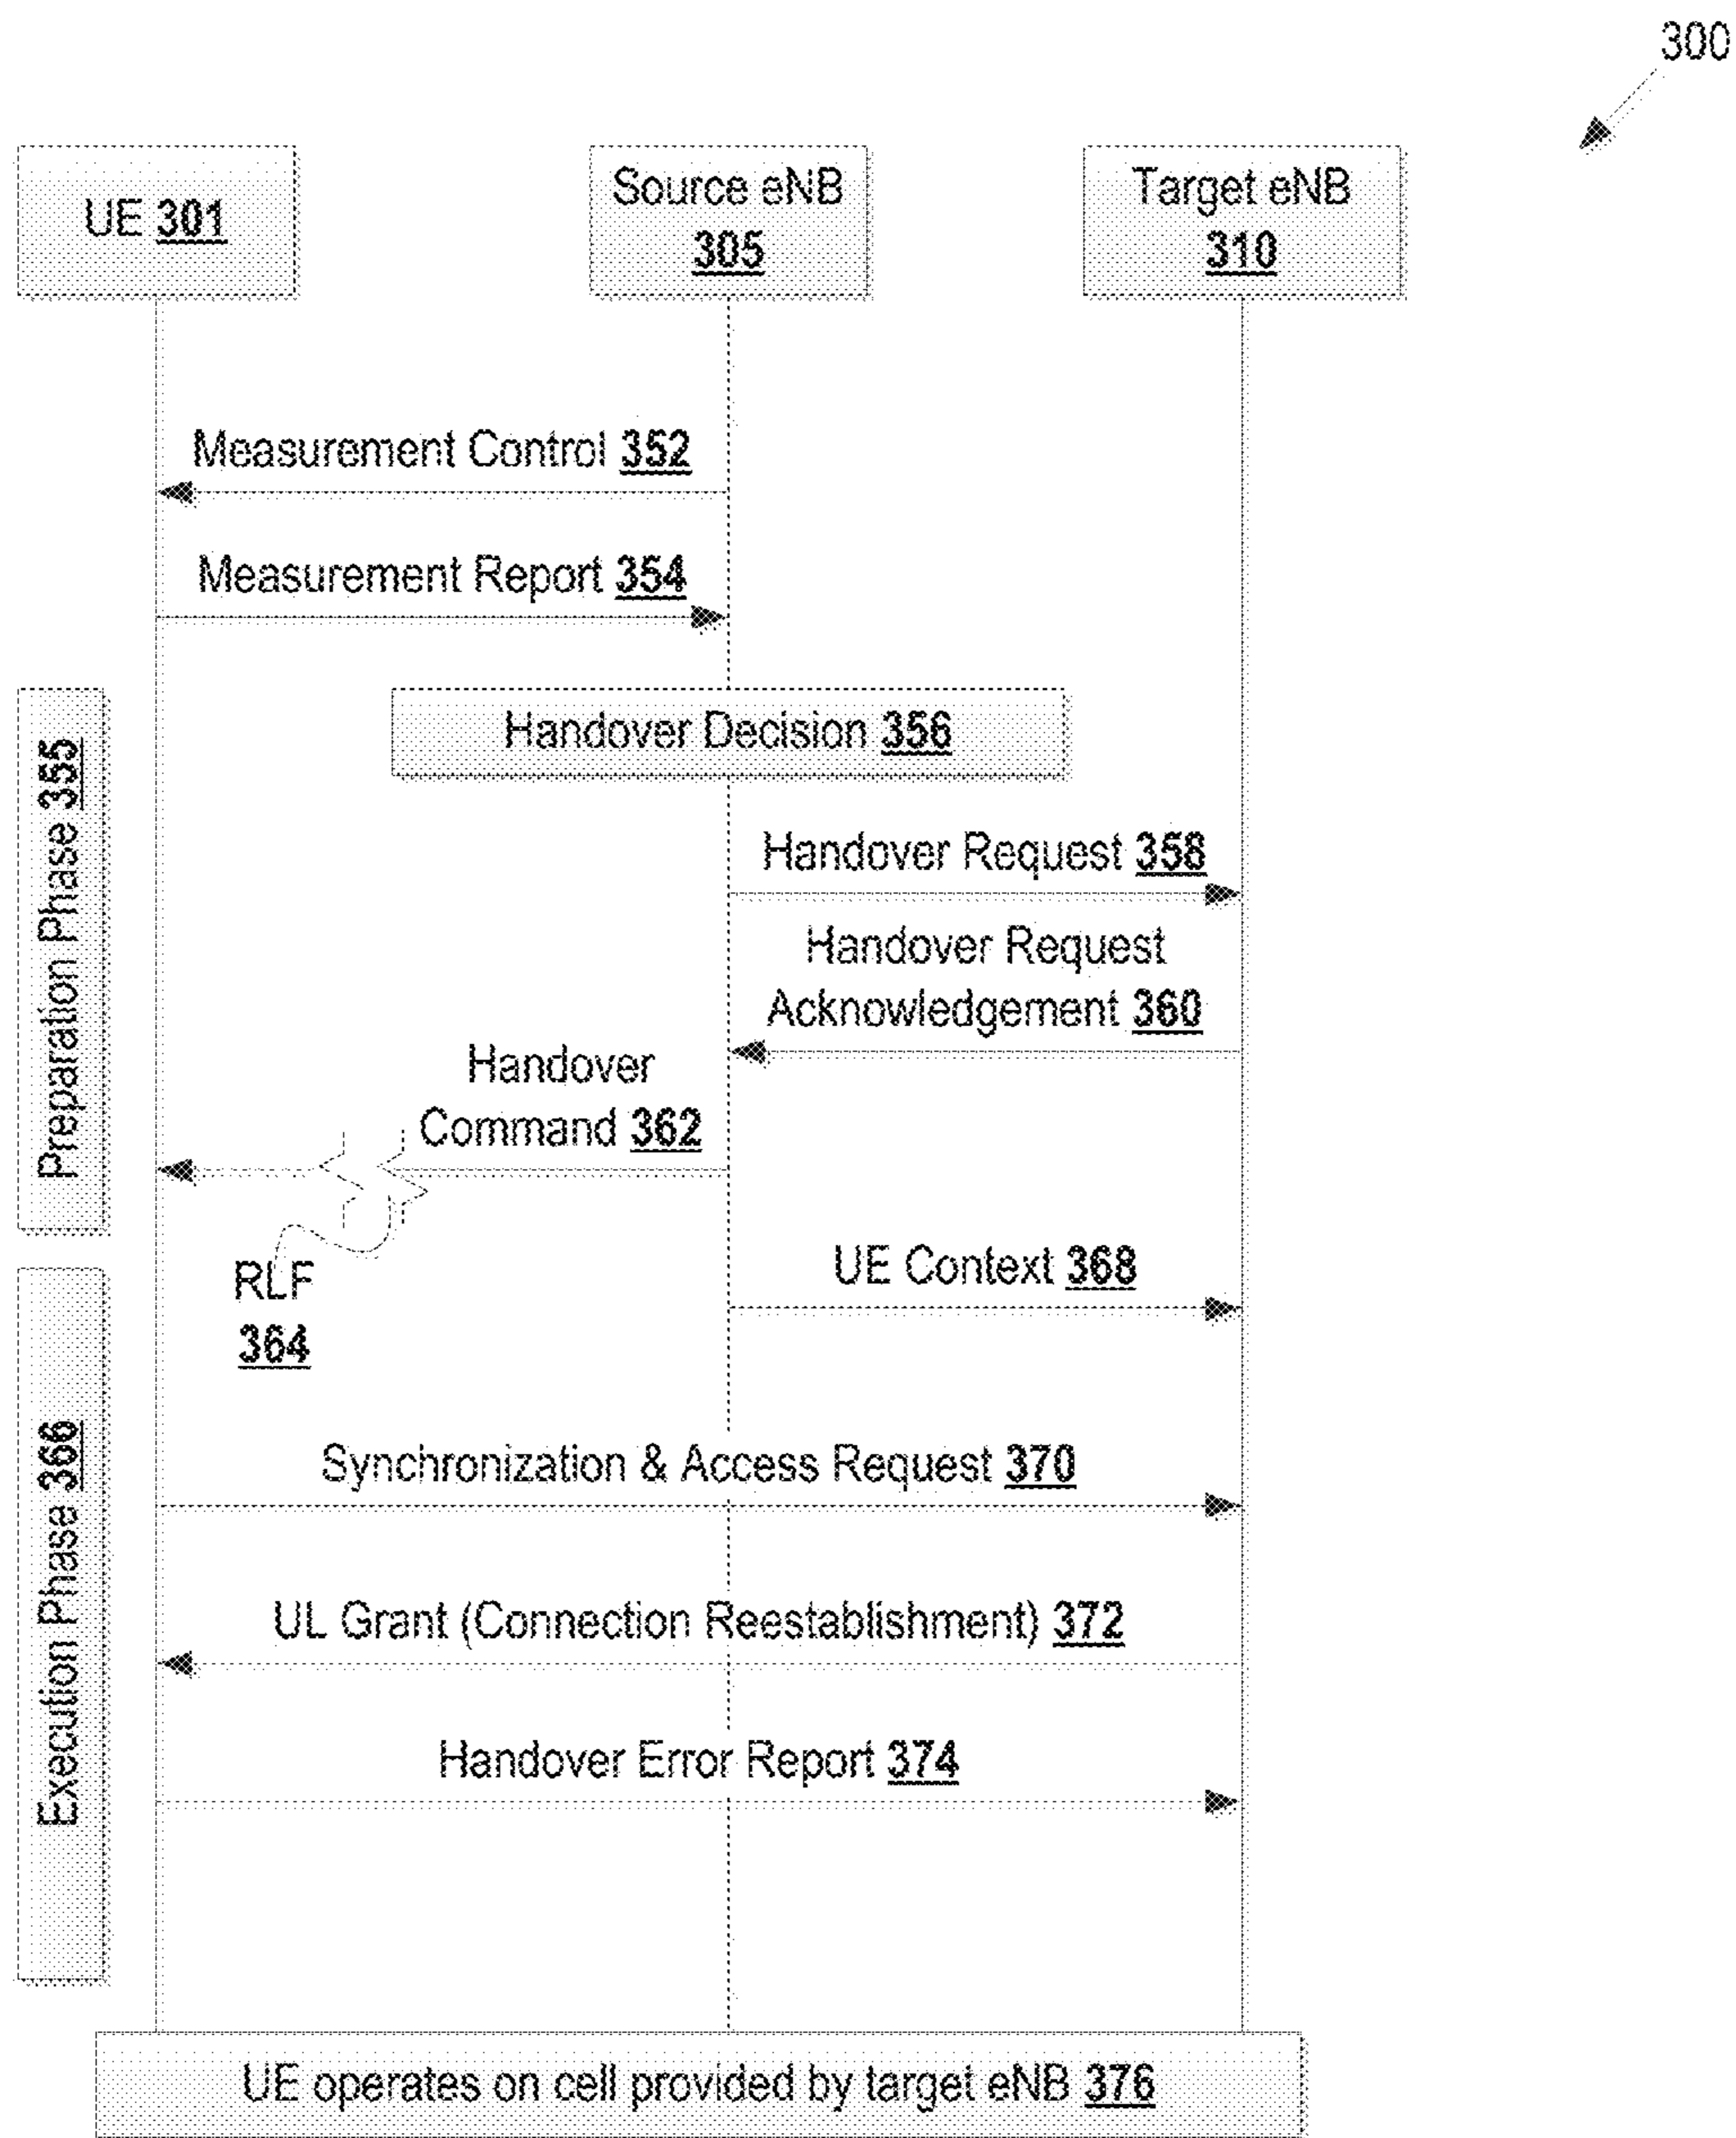 300
UE 301
Source eNB
305
Target eNB
310
Measurement Control 352
Measurement Report 354
Preparation Phase 355
Handover Decision 356
Handover Request 358
Handover Request
Acknowledgement 360
Handover
Command 362
RLF
364
UE Context 368
Execution Phase 366
Synchronization & Access Request 370
UL Grant (Connection Reestablishment) 372
Handover Error Report 374
UE operates on cell provided by target eNB 376